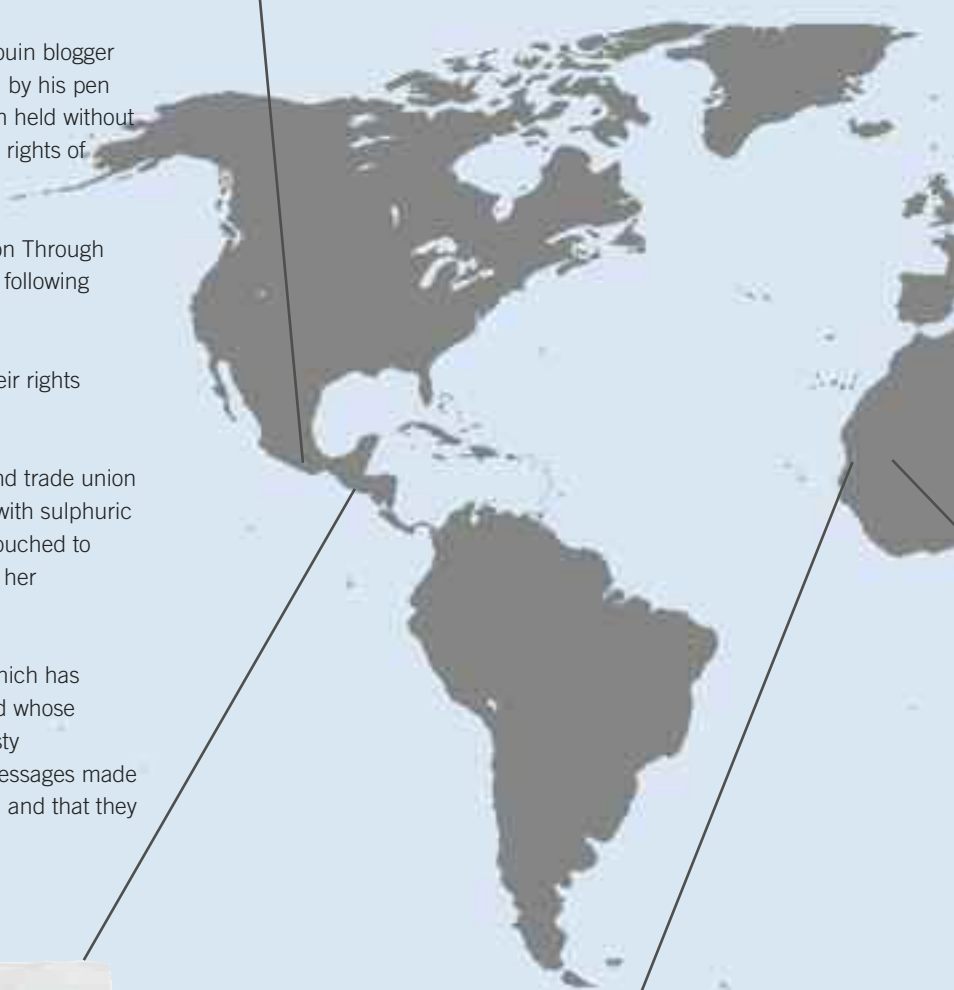 ouin blogger
by his pen
n held without
rights of
on Through
following
eir rights
nd trade union
with sulphuric
ouched to
her
hich has
d whose
sty
essages made
and that they